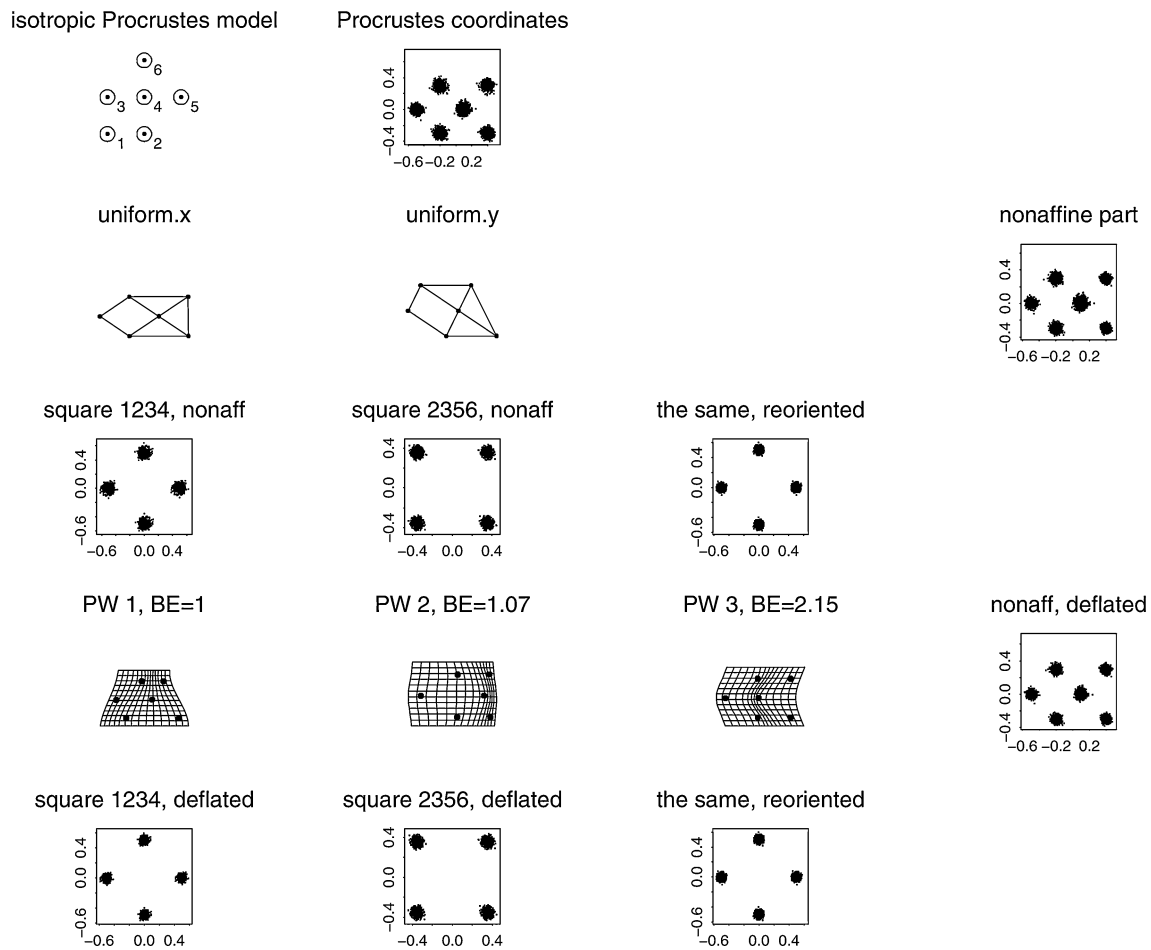 isotropic Procrustes model
Procrustes coordinates
6
3 4 5
1 2
0.4
0.0
−0.4
−0.6 −0.2 0.2
uniform.x
uniform.y
nonaffine part
0.4
0.0
−0.4
−0.6 −0.2 0.2
square 1234, nonaff
square 2356, nonaff
the same, reoriented
0.4
0.0
−0.6
−0.6 0.0 0.4
0.4
0.0
−0.4
−0.4 0.0 0.4
0.4
0.0
−0.6
−0.6 0.0 0.4
PW 1, BE=1
PW 2, BE=1.07
PW 3, BE=2.15
nonaff, deflated
0.4
0.0
−0.4
−0.6 −0.2 0.2
square 1234, deflated
square 2356, deflated
the same, reoriented
0.4
0.0
−0.6
−0.6 0.0 0.4
0.4
0.0
−0.4
−0.4 0.0 0.4
0.4
0.0
−0.6
−0.6 0.0 0.4